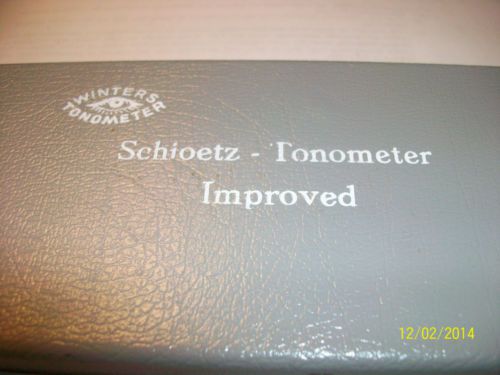 WINTERS
TONOMETER
Schioetz - Tonometer
Improved
12/02/2014